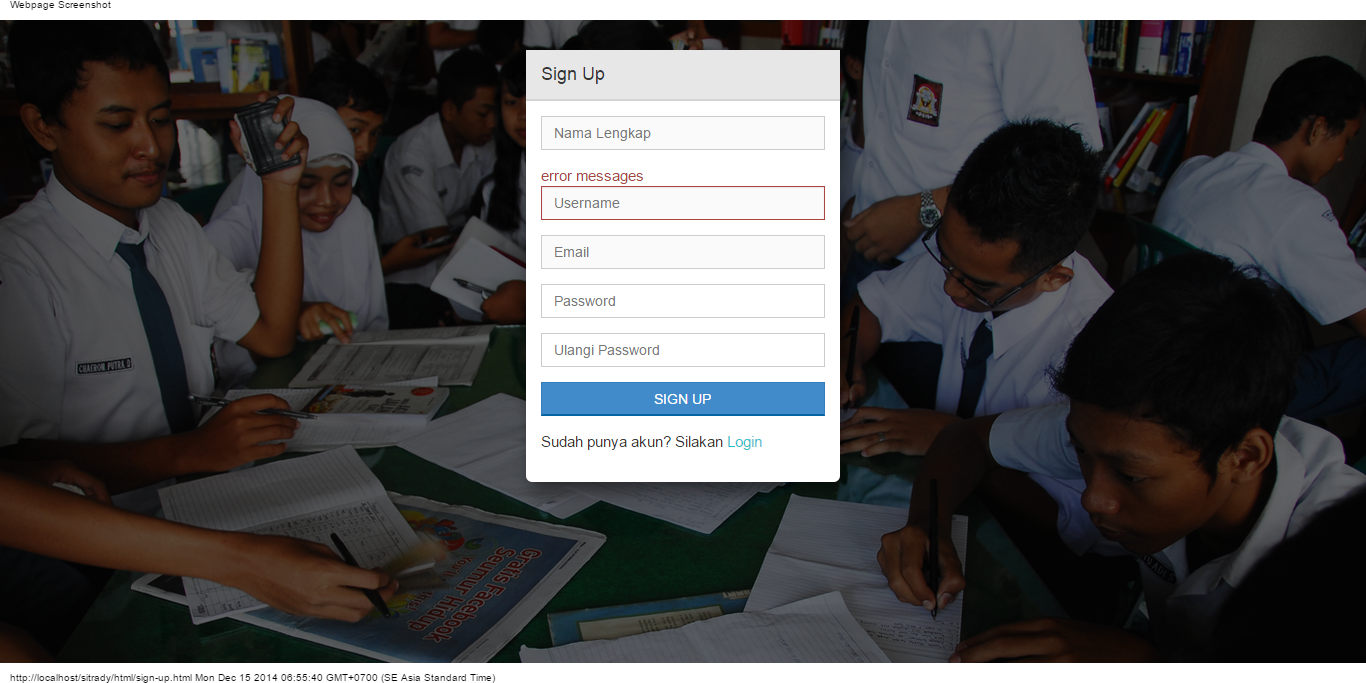 Webpage Screenshot
Sign Up
Nama Lengkap
error messages
Username
Email
Password
Ulangi Password
SIGN UP
Sudah punya akun? Silakan Login
CHAERON PUTRA D
Gratis Facebook
Seumur Hidup
http://localhost/sitrady/html/sign-up.html Mon Dec 15 2014 06:55:40 GMT+0700 (SE Asia Standard Time)